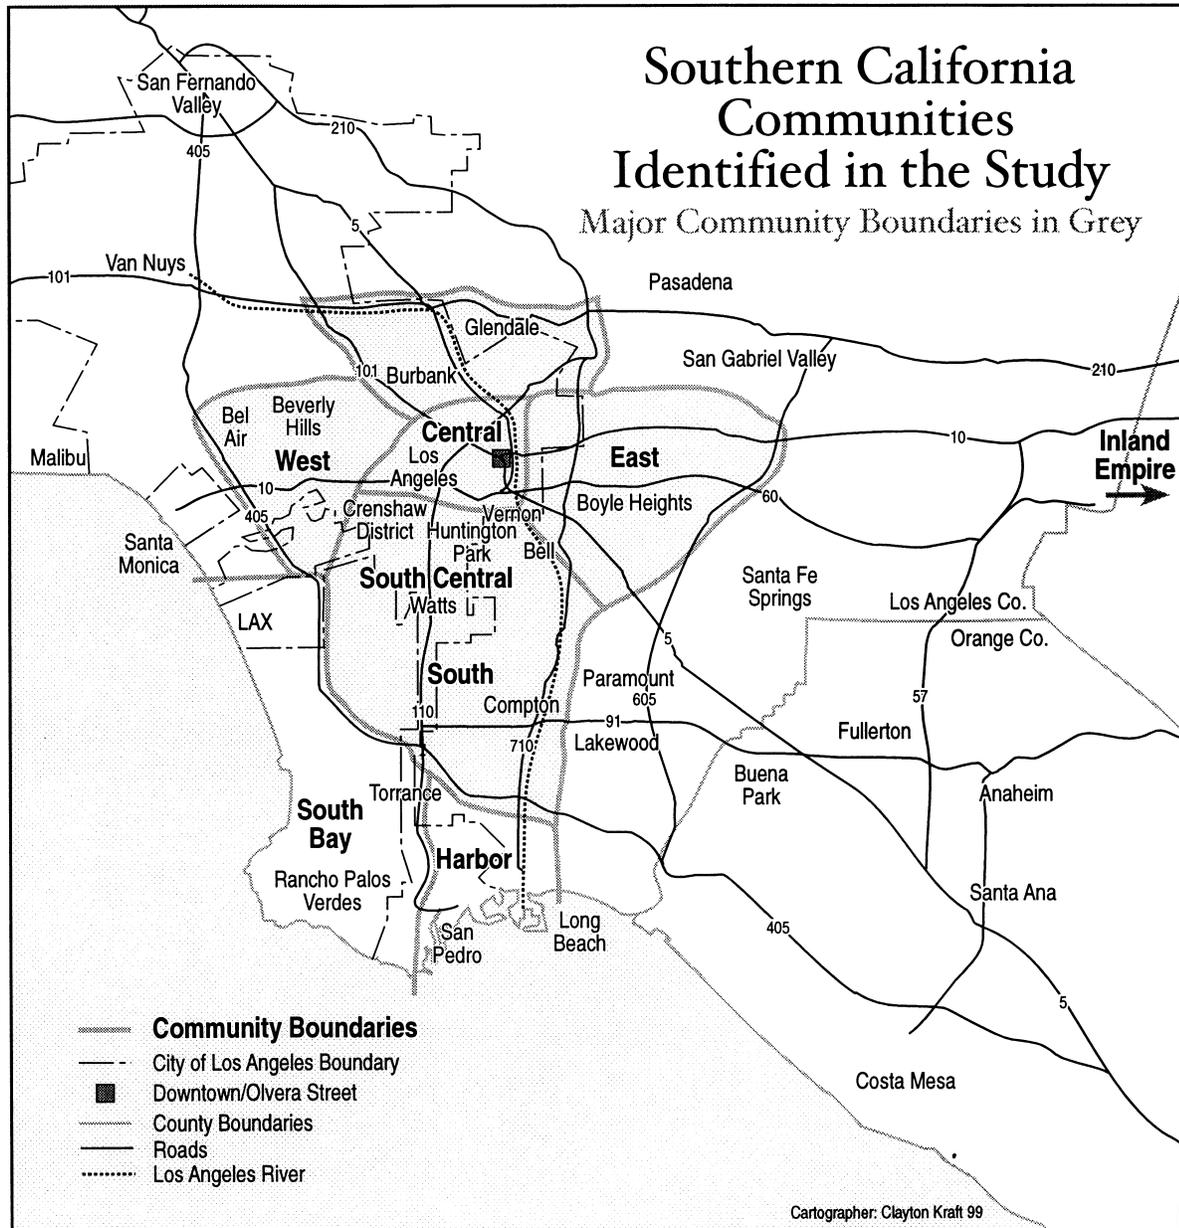 Southern California
Communities
Identified in the Study
Major Community Boundaries in Grey
San Fernando
Valley
210
405
5
Van Nuys
101
Pasadena
Glendale
San Gabriel Valley
210
101
Burbank
Bel
Air
Beverly
Hills
Central
10
Inland
Empire
Malibu
West
Los
Angeles
East
10
60
405
Crenshaw
District
Vernon
Boyle Heights
Huntington
Park
Santa
Monica
Bell
South Central
Santa Fe
Springs
Watts
Los Angeles Co.
LAX
5
Orange Co.
South
Paramount
605
57
Compton
110
91
Fullerton
710
Lakewood
Buena
Park
Torrance
Anaheim
South
Bay
Harbor
Rancho Palos
Verdes
Santa Ana
San
Pedro
Long
Beach
405
5
Costa Mesa
Community Boundaries
City of Los Angeles Boundary
Downtown/Olvera Street
County Boundaries
Roads
Los Angeles River
Cartographer: Clayton Kraft 99